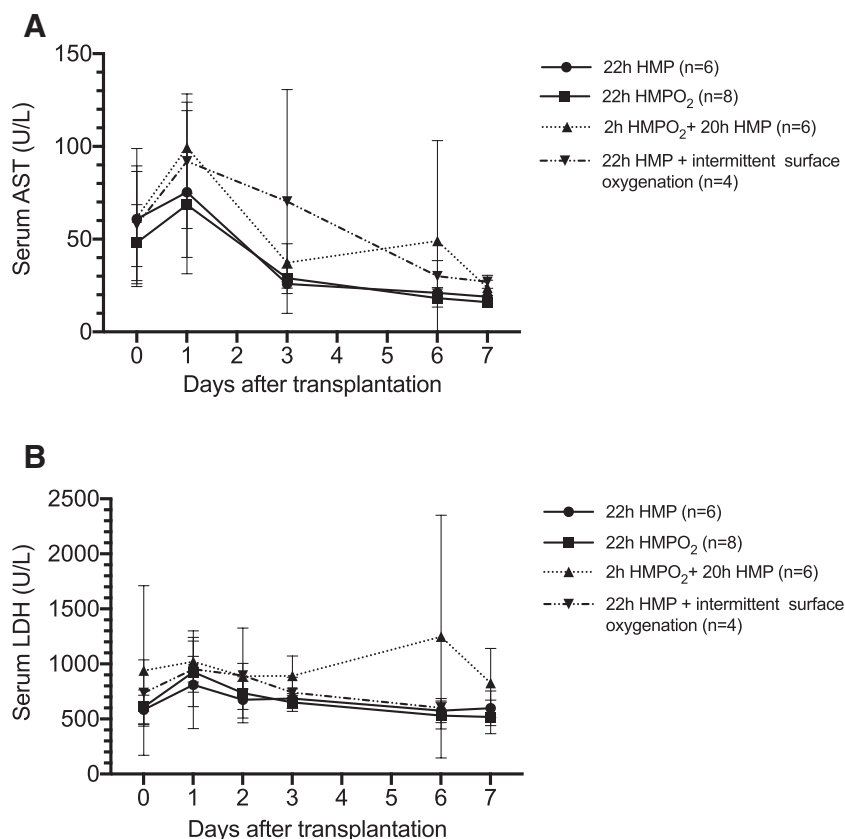 A
150
100
50
0
Serum AST (U/L)
0 1 2 3 4 5 6 7
Days after transplantation
22h HMP (n=6)
22h HMPO₂ (n=8)
2h HMPO₂+ 20h HMP (n=6)
22h HMP + intermittent surface
oxygenation (n=4)
B
2500
2000
1500
1000
500
0
Serum LDH (U/L)
0 1 2 3 4 5 6 7
Days after transplantation
22h HMP (n=6)
22h HMPO₂ (n=8)
2h HMPO₂+ 20h HMP (n=6)
22h HMP + intermittent surface
oxygenation (n=4)